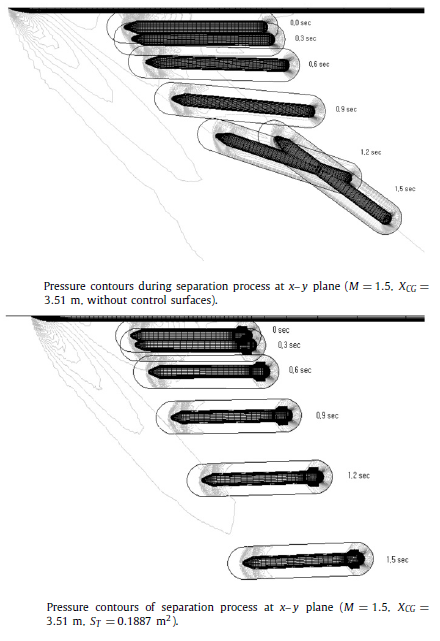 0,0 sec
0,3 sec
0,6 sec
0,9 sec
1,2 sec
1,5 sec
Pressure contours during separation process at x–y plane (M = 1.5, XCG =
3.51 m, without control surfaces).
0 sec
0,3 sec
0,6 sec
0,9 sec
1,2 sec
1,5 sec
Pressure contours of separation process at x–y plane (M = 1.5, XCG =
3.51 m, ST = 0.1887 m²).